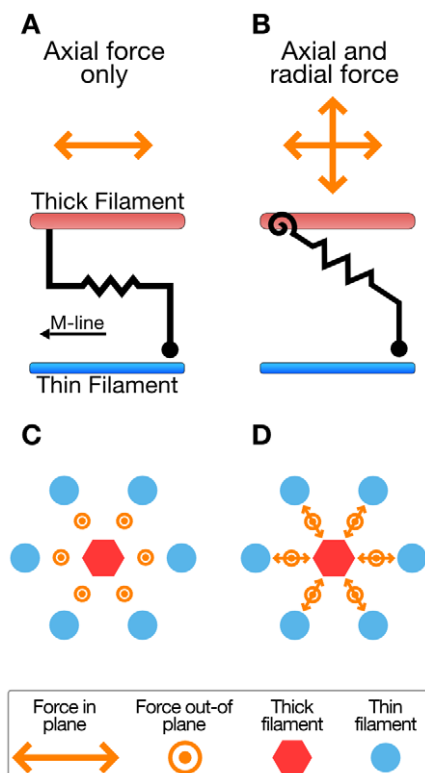 A
Axial force
only
B
Axial and
radial force
Thick Filament
M-line
Thin Filament
C
D
Force in
plane
Force out-of
plane
Thick
filament
Thin
filament